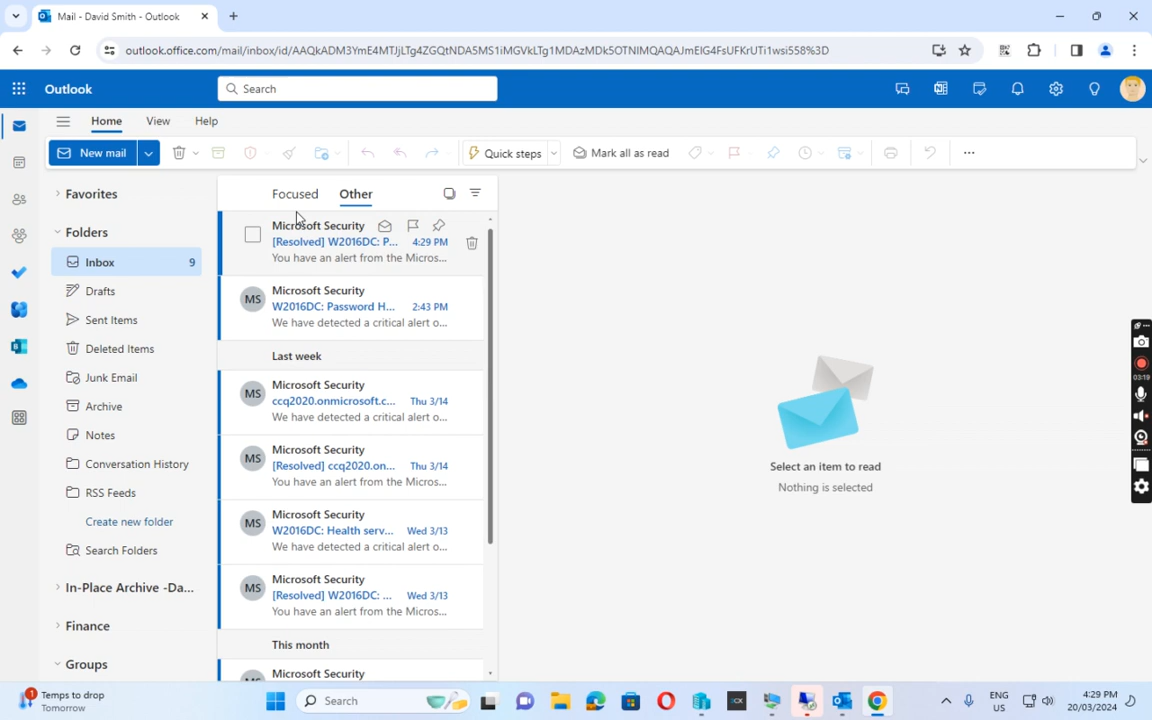 Mail - David Smith - Outlook
outlook.office.com/mail/inbox/id/AAQkADM3YmE4MTJjLTg4ZGQtNDA5MS1iMGVkLTg1MDAzMDk5OTNlMQAQAJmElG4FsUFKrUTi1wsi558%3D
Outlook
Search
Home View Help
New mail
Quick steps
Mark all as read
Favorites
Folders
Inbox 9
Drafts
Sent Items
Deleted Items
Junk Email
Archive
Notes
Conversation History
RSS Feeds
Create new folder
Search Folders
In-Place Archive -Da...
Finance
Groups
Focused Other
Microsoft Security
[Resolved] W2016DC: P... 4:29 PM
You have an alert from the Micros...
MS
Microsoft Security
W2016DC: Password H... 2:43 PM
We have detected a critical alert o...
Last week
MS
Microsoft Security
ccq2020.onmicrosoft.c... Thu 3/14
We have detected a critical alert o...
MS
Microsoft Security
[Resolved] ccq2020.on... Thu 3/14
You have an alert from the Micros...
MS
Microsoft Security
W2016DC: Health serv... Wed 3/13
We have detected a critical alert o...
MS
Microsoft Security
[Resolved] W2016DC: ... Wed 3/13
You have an alert from the Micros...
This month
Microsoft Security
Select an item to read
Nothing is selected
03:19
1
Temps to drop
Tomorrow
Search
ENG
US
4:29 PM
20/03/2024